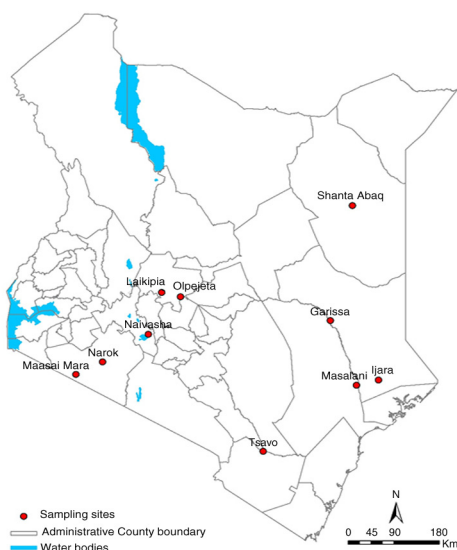 Shanta Abaq
Laikipia
Olpejeta
Garissa
Naivasha
Narok
Maasai Mara
Ijara
Masalani
Tsavo
Sampling sites
Administrative County boundary
Water bodies
N
0 45 90 180
Km